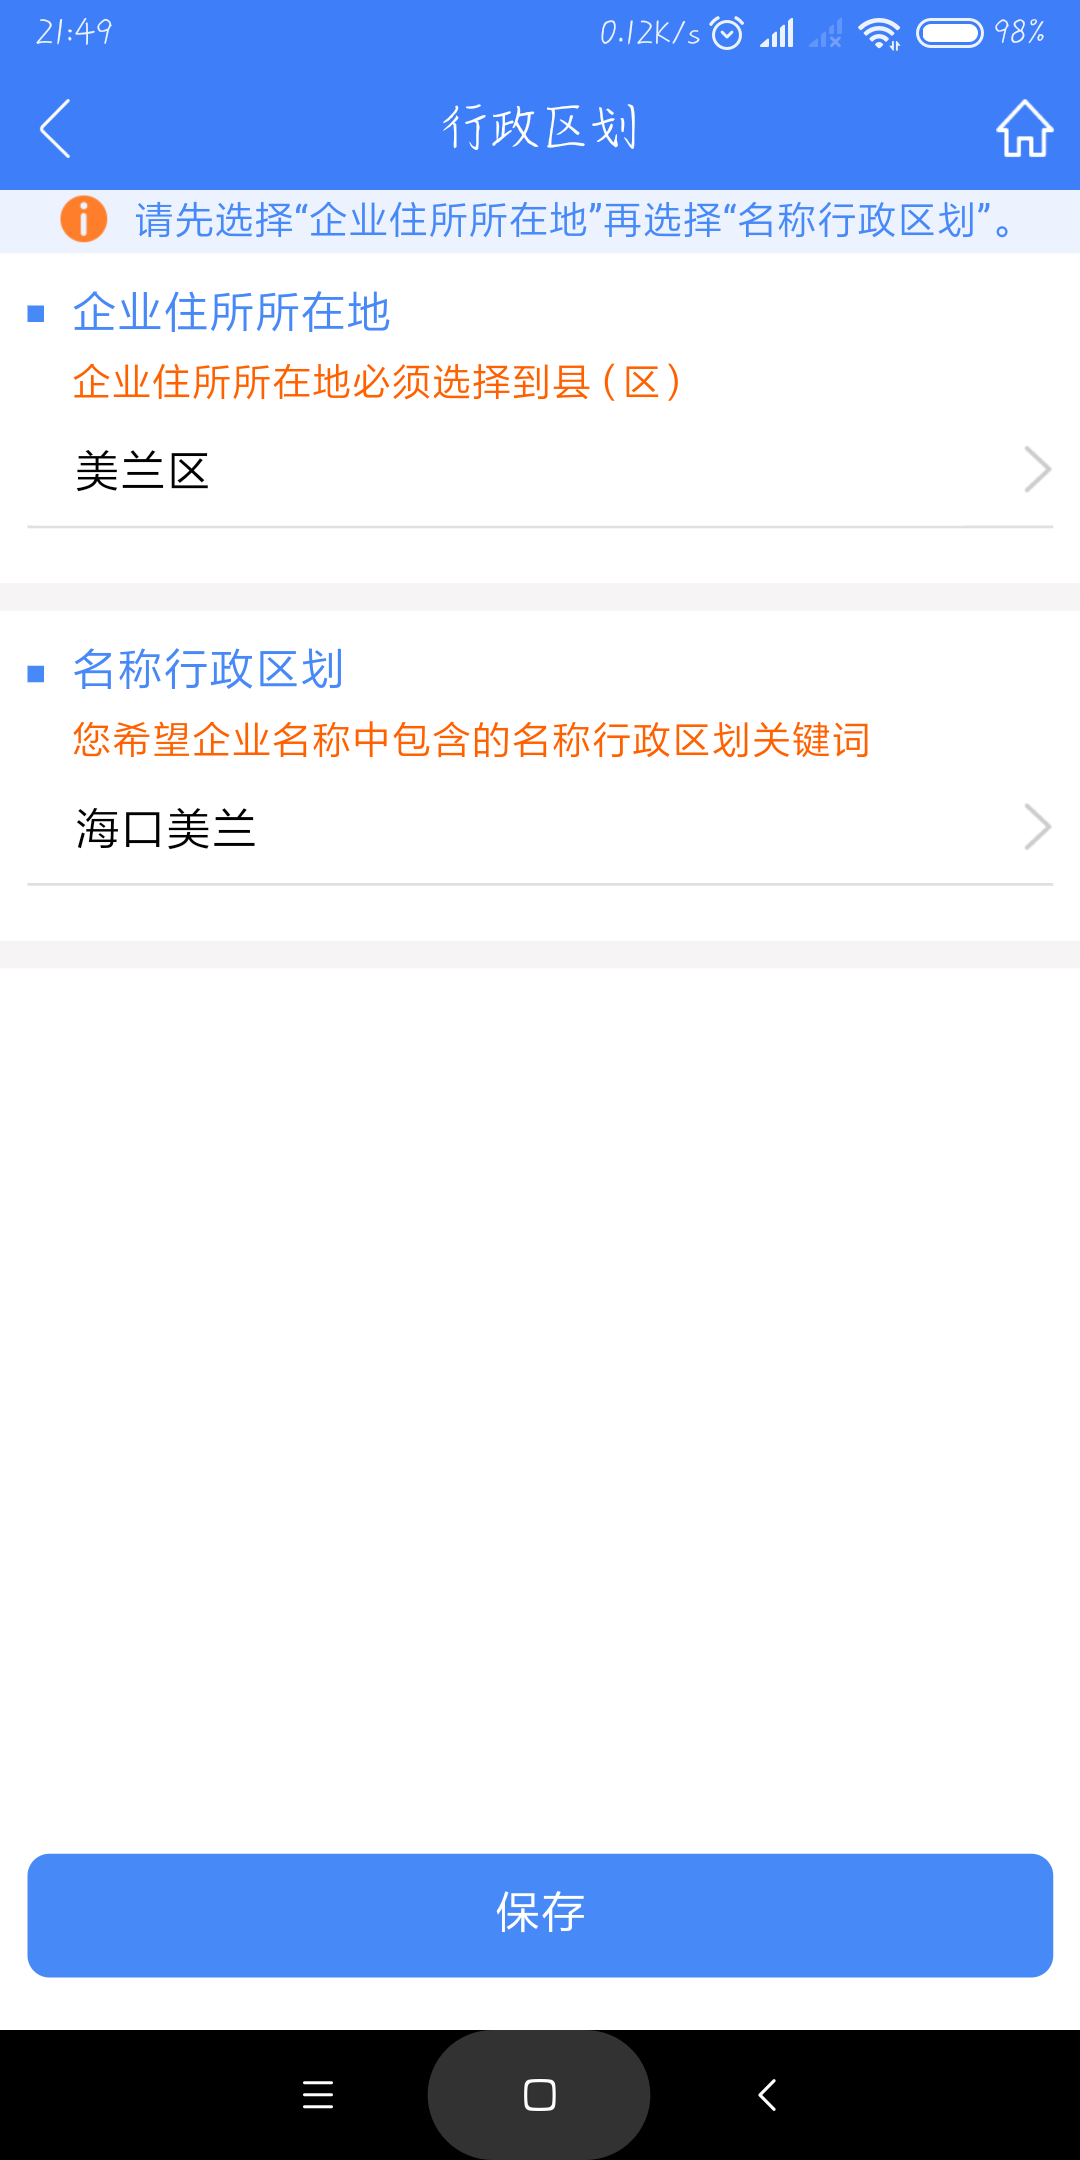 21:49
0.12K/s
98%
行政区划
请先选择“企业住所所在地”再选择“名称行政区划”。
企业住所所在地
企业住所所在地必须选择到县（区）
美兰区
名称行政区划
您希望企业名称中包含的名称行政区划关键词
海口美兰
保存